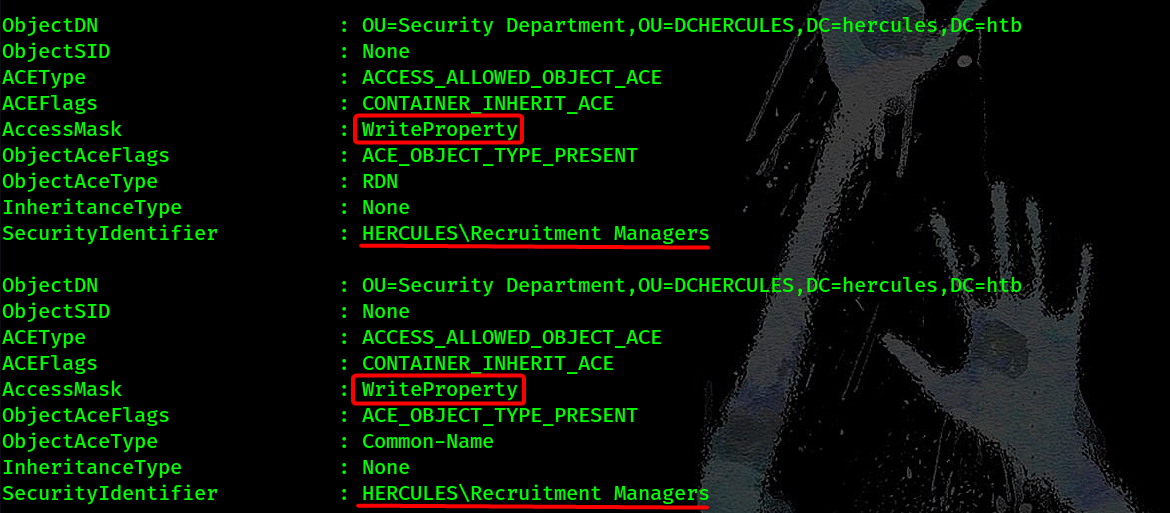 ObjectDN : OU=Security Department,OU=DCHERCULES,DC=hercules,DC=htb
ObjectSID : None
ACEType : ACCESS_ALLOWED_OBJECT_ACE
ACEFlags : CONTAINER_INHERIT_ACE
AccessMask : WriteProperty
ObjectAceFlags : ACE_OBJECT_TYPE_PRESENT
ObjectAceType : RDN
InheritanceType : None
SecurityIdentifier : HERCULES\Recruitment Managers
ObjectDN : OU=Security Department,OU=DCHERCULES,DC=hercules,DC=htb
ObjectSID : None
ACEType : ACCESS_ALLOWED_OBJECT_ACE
ACEFlags : CONTAINER_INHERIT_ACE
AccessMask : WriteProperty
ObjectAceFlags : ACE_OBJECT_TYPE_PRESENT
ObjectAceType : Common-Name
InheritanceType : None
SecurityIdentifier : HERCULES\Recruitment Managers